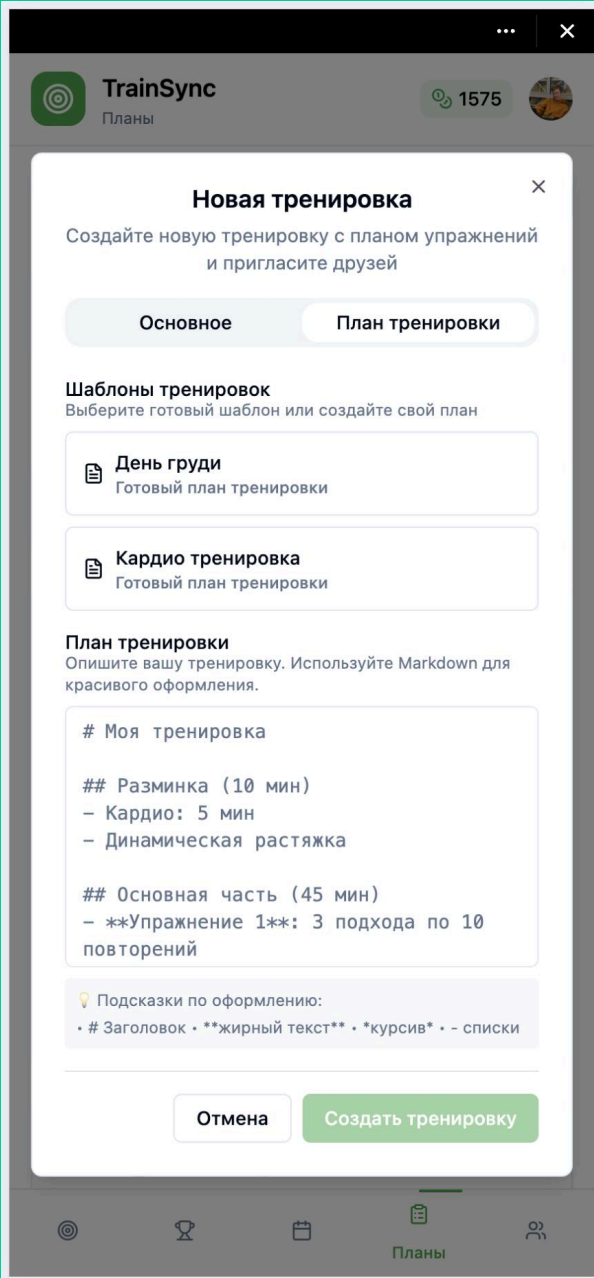 TrainSync
Планы
1575
Новая тренировка
Создайте новую тренировку с планом упражнений
и пригласите друзей
Основное
План тренировки
Шаблоны тренировок
Выберите готовый шаблон или создайте свой план
День груди
Готовый план тренировки
Кардио тренировка
Готовый план тренировки
План тренировки
Опишите вашу тренировку. Используйте Markdown для
красивого оформления.
# Моя тренировка
## Разминка (10 мин)
- Кардио: 5 мин
- Динамическая растяжка
## Основная часть (45 мин)
- **Упражнение 1**: 3 подхода по 10
повторений
💡 Подсказки по оформлению:
• # Заголовок • **жирный текст** • *курсив* • - списки
Отмена
Создать тренировку
Планы